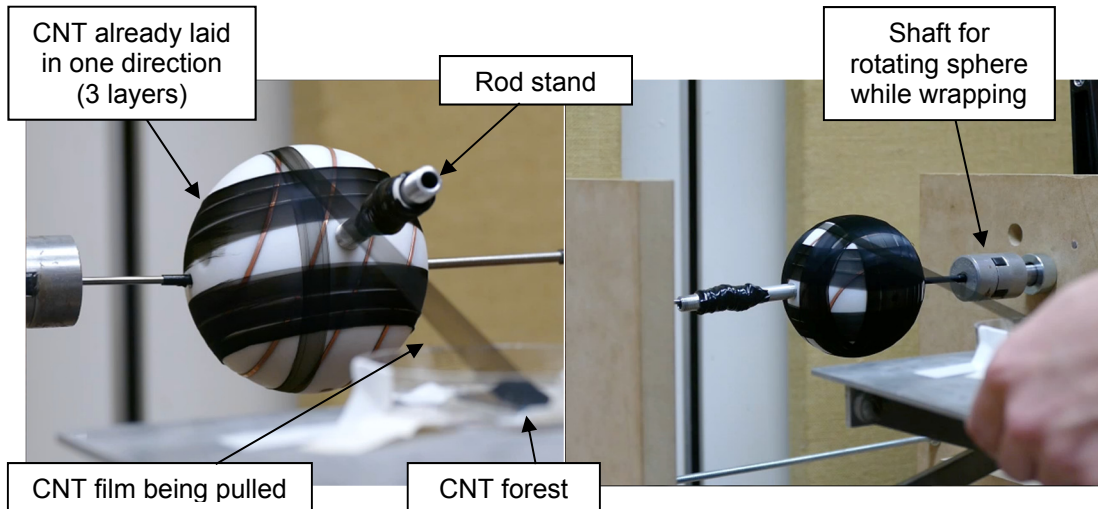 CNT already laid
in one direction
(3 layers)
Rod stand
Shaft for
rotating sphere
while wrapping
CNT film being pulled
CNT forest